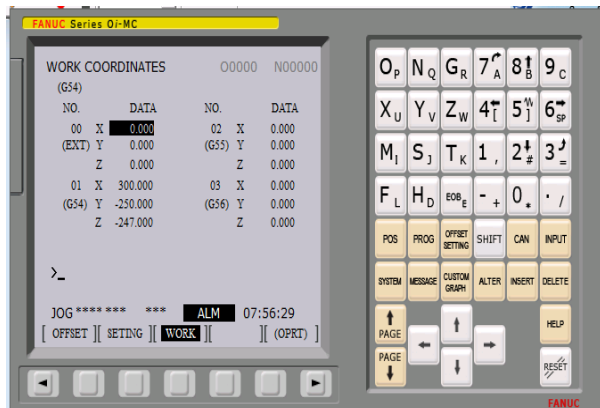 FANUC Series Oi-MC
WORK COORDINATES O0000 N00000
(G54)
NO. DATA NO. DATA
00 X 0.000 02 X 0.000
(EXT) Y 0.000 (G55) Y 0.000
Z 0.000 Z 0.000
01 X 300.000 03 X 0.000
(G54) Y -250.000 (G56) Y 0.000
Z -247.000 Z 0.000
>_
JOG **** *** *** ALM 07:56:29
[ OFFSET ][ SETING ][ WORK ][ ][ (OPRT) ]
OP NQ GR 7A 8B 9C
XU YV ZW 4[ 5] 6SP
MI SJ TK 1, 2# 3=
FL HD EOBE -+ 0* ./
POS PROG OFFSET SETTING SHIFT CAN INPUT
SYSTEM MESSAGE CUSTOM GRAPH ALTER INSERT DELETE
PAGE HELP
PAGE RESET
FANUC